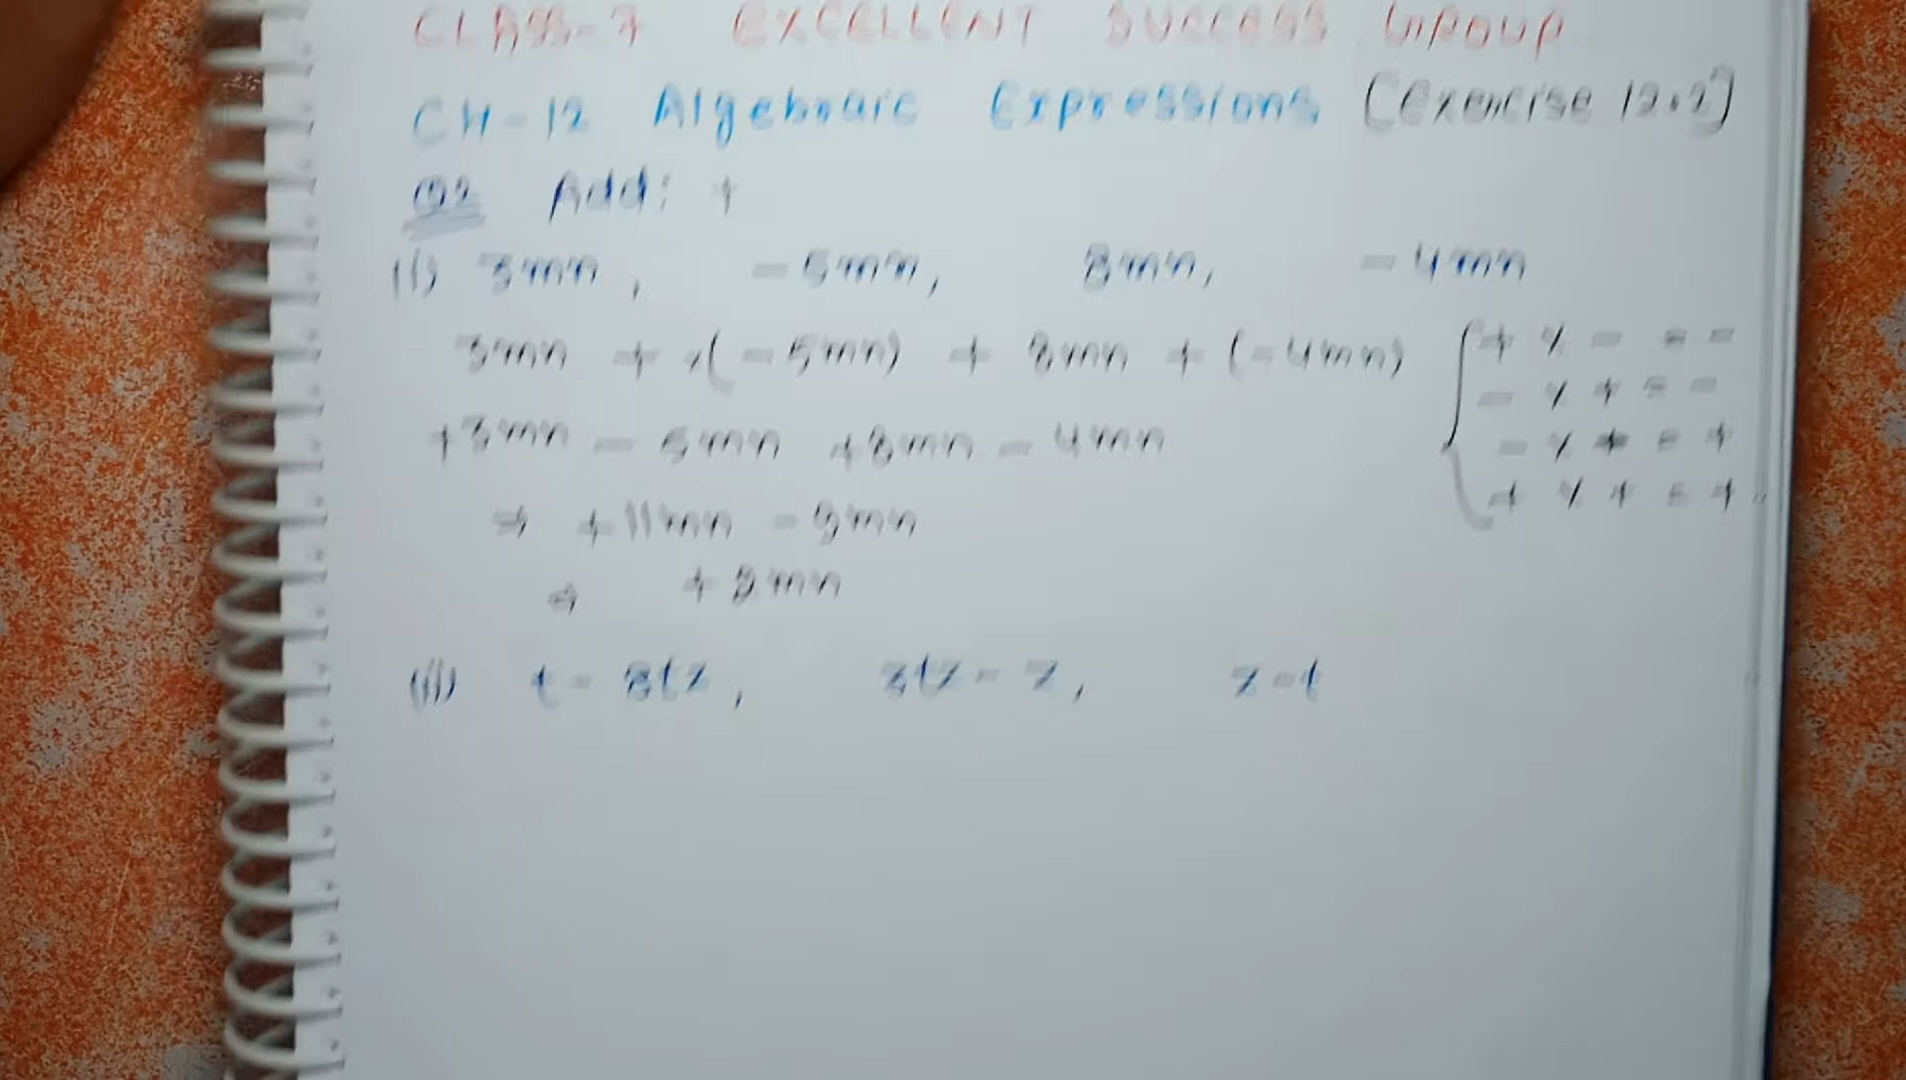 CLASS-7 EXCELLENT SUCCESS GROUP
CH-12 Algebraic Expressions [Exercise 12.2]
Q2 Add: +
(i) 3mn, -5mn, 8mn, -4mn
3mn + (-5mn) + 8mn + (-4mn)
+ × - = -
- × + = -
+3mn - 5mn +8mn - 4mn
- × - = +
+ × + = +
⇒ +11mn - 9mn
⇒ +2mn
(ii) t - 8tz, 3tz - z, z - t